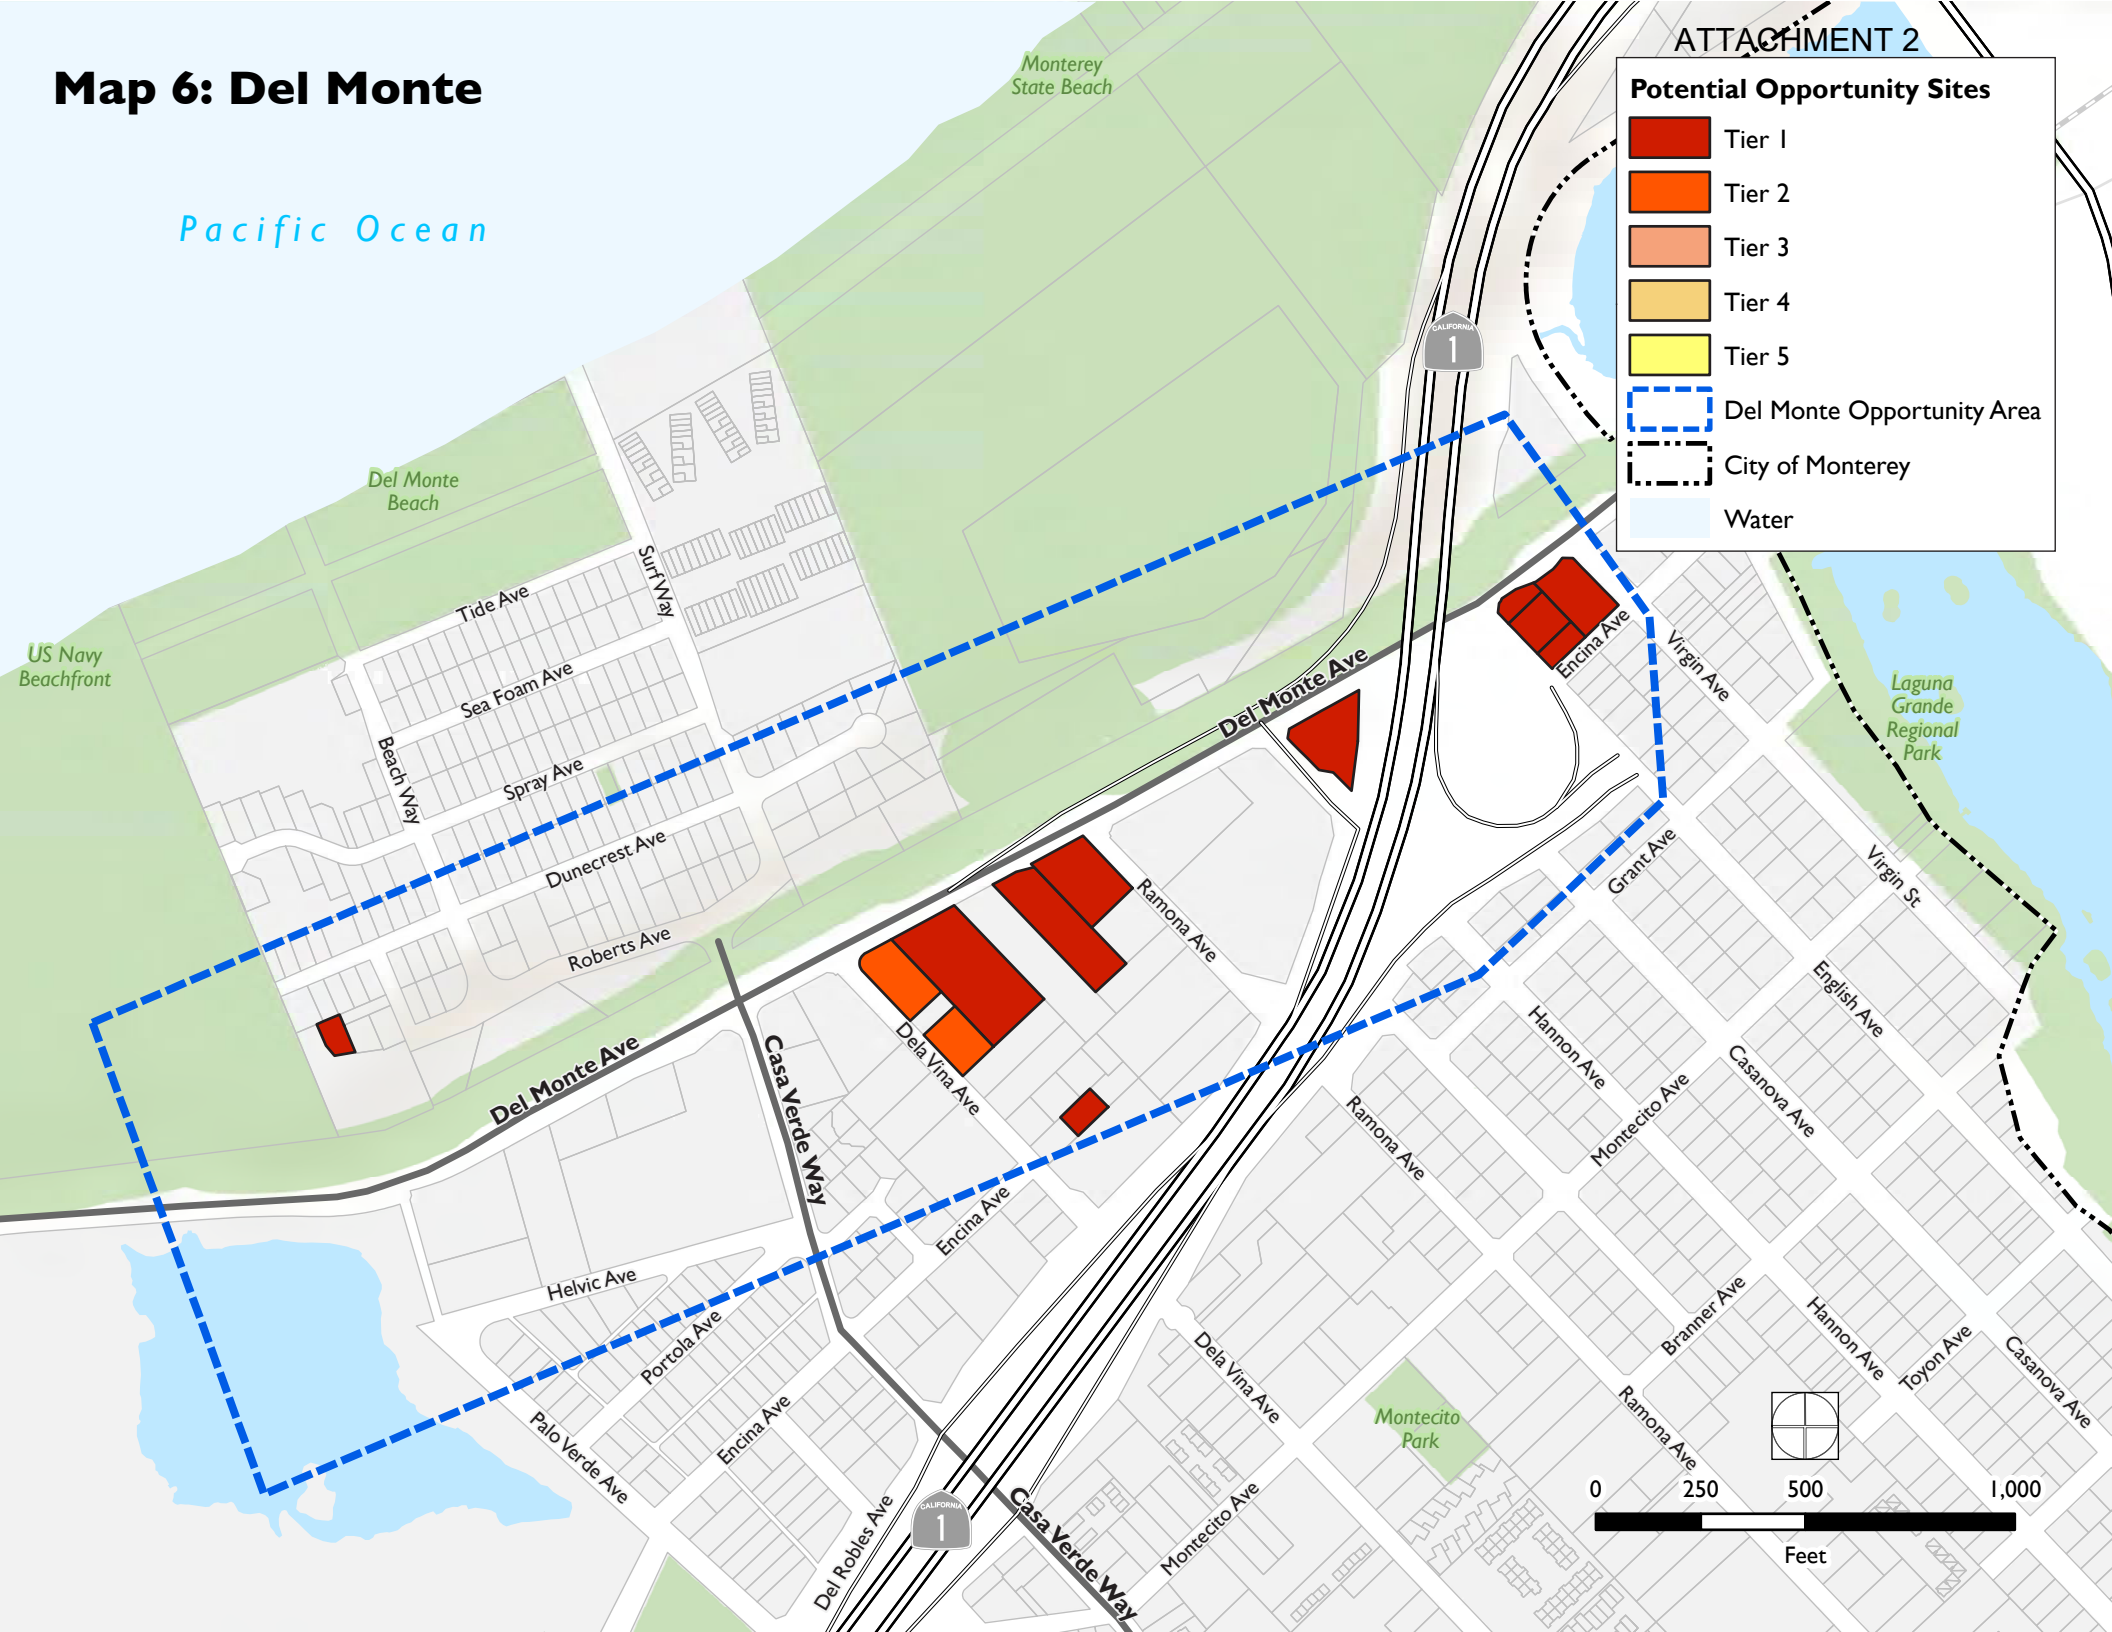 ATTACHMENT 2
Map 6: Del Monte
Potential Opportunity Sites
Tier 1
Tier 2
Tier 3
Tier 4
Tier 5
Del Monte Opportunity Area
City of Monterey
Water
Monterey
State Beach
Pacific Ocean
CALIFORNIA
1
Del Monte
Beach
US Navy
Beachfront
Tide Ave
Surf Way
Sea Foam Ave
Beach Way
Spray Ave
Dunecrest Ave
Roberts Ave
Del Monte Ave
Encina Ave
Virgin Ave
Laguna
Grande
Regional
Park
Ramona Ave
Grant Ave
Virgin St
Del Monte Ave
Casa Verde Way
Dela Vina Ave
English Ave
Hannon Ave
Casanova Ave
Montecito Ave
Ramona Ave
Encina Ave
Helvic Ave
Portola Ave
Encina Ave
Palo Verde Ave
Dela Vina Ave
Branner Ave
Hannon Ave
Toyon Ave
Casanova Ave
Ramona Ave
Montecito
Park
Montecito Ave
Casa Verde Way
Del Robles Ave
CALIFORNIA
1
0 250 500 1,000
Feet